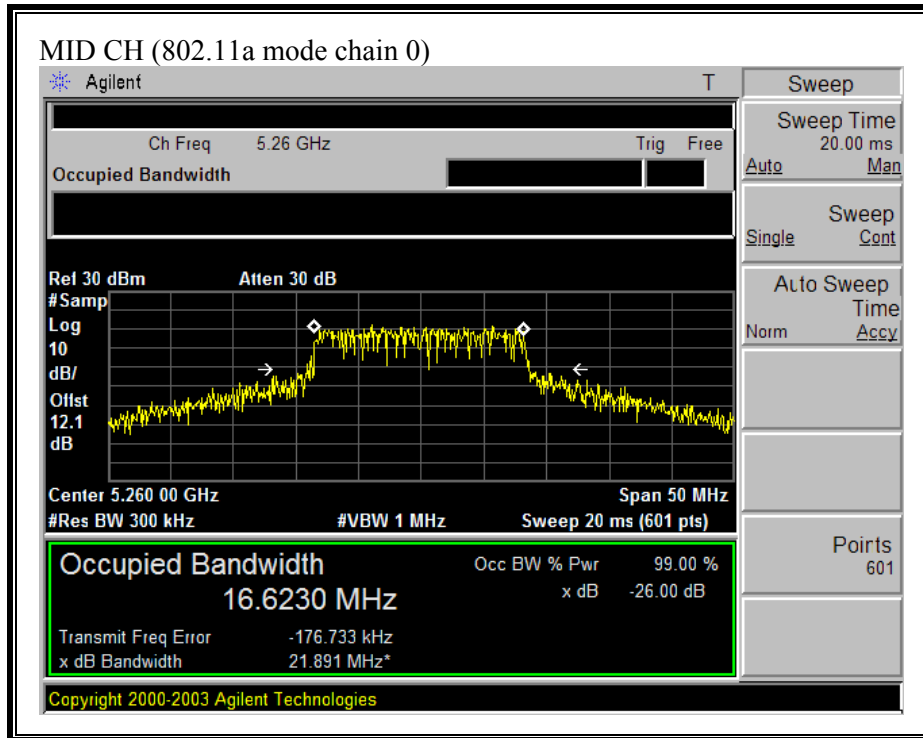 MID CH (802.11a mode chain 0)
Agilent T
Ch Freq 5.26 GHz Trig Free
Occupied Bandwidth
Ref 30 dBm Atten 30 dB
#Samp
Log
10
dB/
Offst
12.1
dB
Center 5.260 00 GHz Span 50 MHz
#Res BW 300 kHz #VBW 1 MHz Sweep 20 ms (601 pts)
Occupied Bandwidth
16.6230 MHz
Occ BW % Pwr 99.00 %
x dB -26.00 dB
Transmit Freq Error -176.733 kHz
x dB Bandwidth 21.891 MHz*
Copyright 2000-2003 Agilent Technologies
Sweep
Sweep Time
20.00 ms
Auto Man
Sweep
Single Cont
Auto Sweep
Time
Norm Accy
Points
601